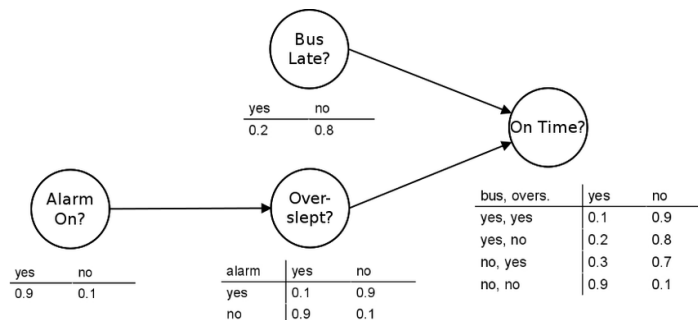 Bus
Late?
yes no
0.2 0.8
On Time?
Alarm
On?
yes no
0.9 0.1
Over-
slept?
alarm yes no
yes 0.1 0.9
no 0.9 0.1
bus, overs. yes no
yes, yes 0.1 0.9
yes, no 0.2 0.8
no, yes 0.3 0.7
no, no 0.9 0.1